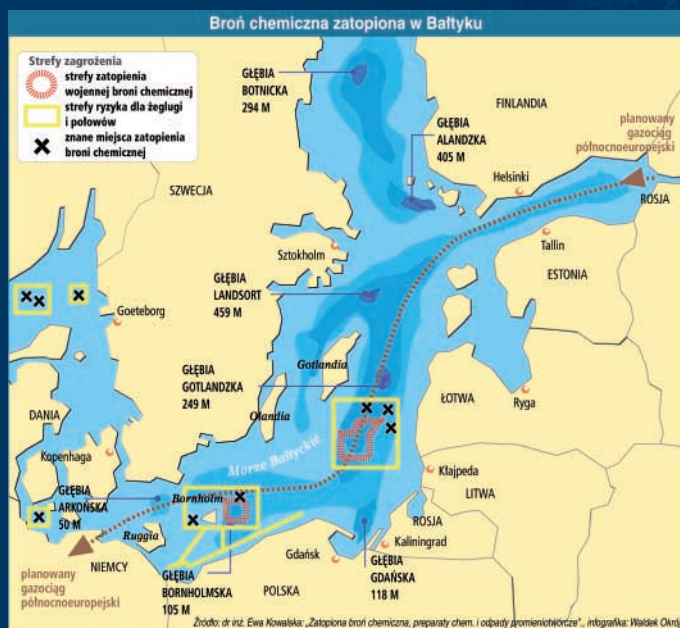 Broń chemiczna zatopiona w Bałtyku
Strefy zagrożenia
strefy zatopienia
wojennej broni chemicznej
strefy ryzyka dla żeglugi
i połowów
znane miejsca zatopienia
broni chemicznej
GŁĘBIA
BOTNICKA
294 M
FINLANDIA
GŁĘBIA
ALANDZKA
405 M
planowany
gazociąg
północnoeuropejski
Helsinki
ROSJA
SZWECJA
Sztokholm
Tallin
ESTONIA
GŁĘBIA
LANDSORT
459 M
Goeteborg
Gotlandia
GŁĘBIA
GOTLANDZKA
249 M
Olandia
ŁOTWA
Ryga
DANIA
Kopenhaga
Morze Bałtyckie
Kłajpeda
LITWA
GŁĘBIA
ARKOŃSKA
50 M
Bornholm
ROSJA
Kaliningrad
Ruggia
Gdańsk
NIEMCY
planowany
gazociąg
północnoeuropejski
GŁĘBIA
BORNHOLMSKA
105 M
POLSKA
GŁĘBIA
GDAŃSKA
118 M
Źródło: dr inż. Ewa Kowalska: „Zatopiona broń chemiczna, preparaty chem. i odpady promieniotwórcze”., infografika: Waldek Okrój